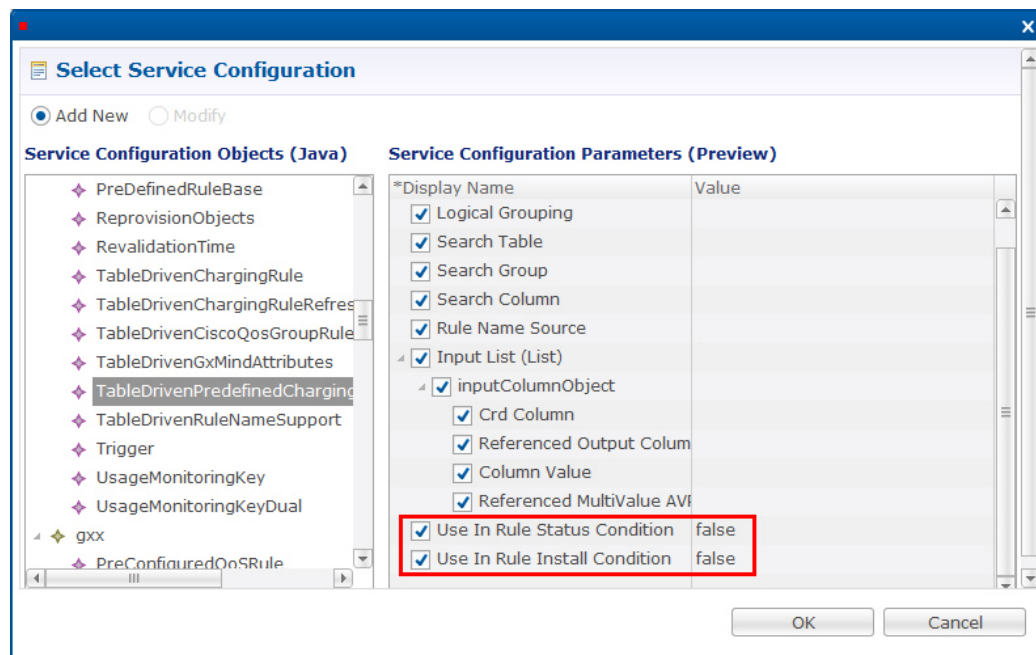 Select Service Configuration
Add New Modify
Service Configuration Objects (Java)
PreDefinedRuleBase
ReprovisionObjects
RevalidationTime
TableDrivenChargingRule
TableDrivenChargingRuleRefres
TableDrivenCiscoQosGroupRule
TableDrivenGxMindAttributes
TableDrivenPredefinedCharging
TableDrivenRuleNameSupport
Trigger
UsageMonitoringKey
UsageMonitoringKeyDual
gxx
PreConfiguredQoSRule
Service Configuration Parameters (Preview)
*Display Name Value
Logical Grouping
Search Table
Search Group
Search Column
Rule Name Source
Input List (List)
inputColumnObject
Crd Column
Referenced Output Colum
Column Value
Referenced MultiValue AVP
Use In Rule Status Condition false
Use In Rule Install Condition false
OK Cancel